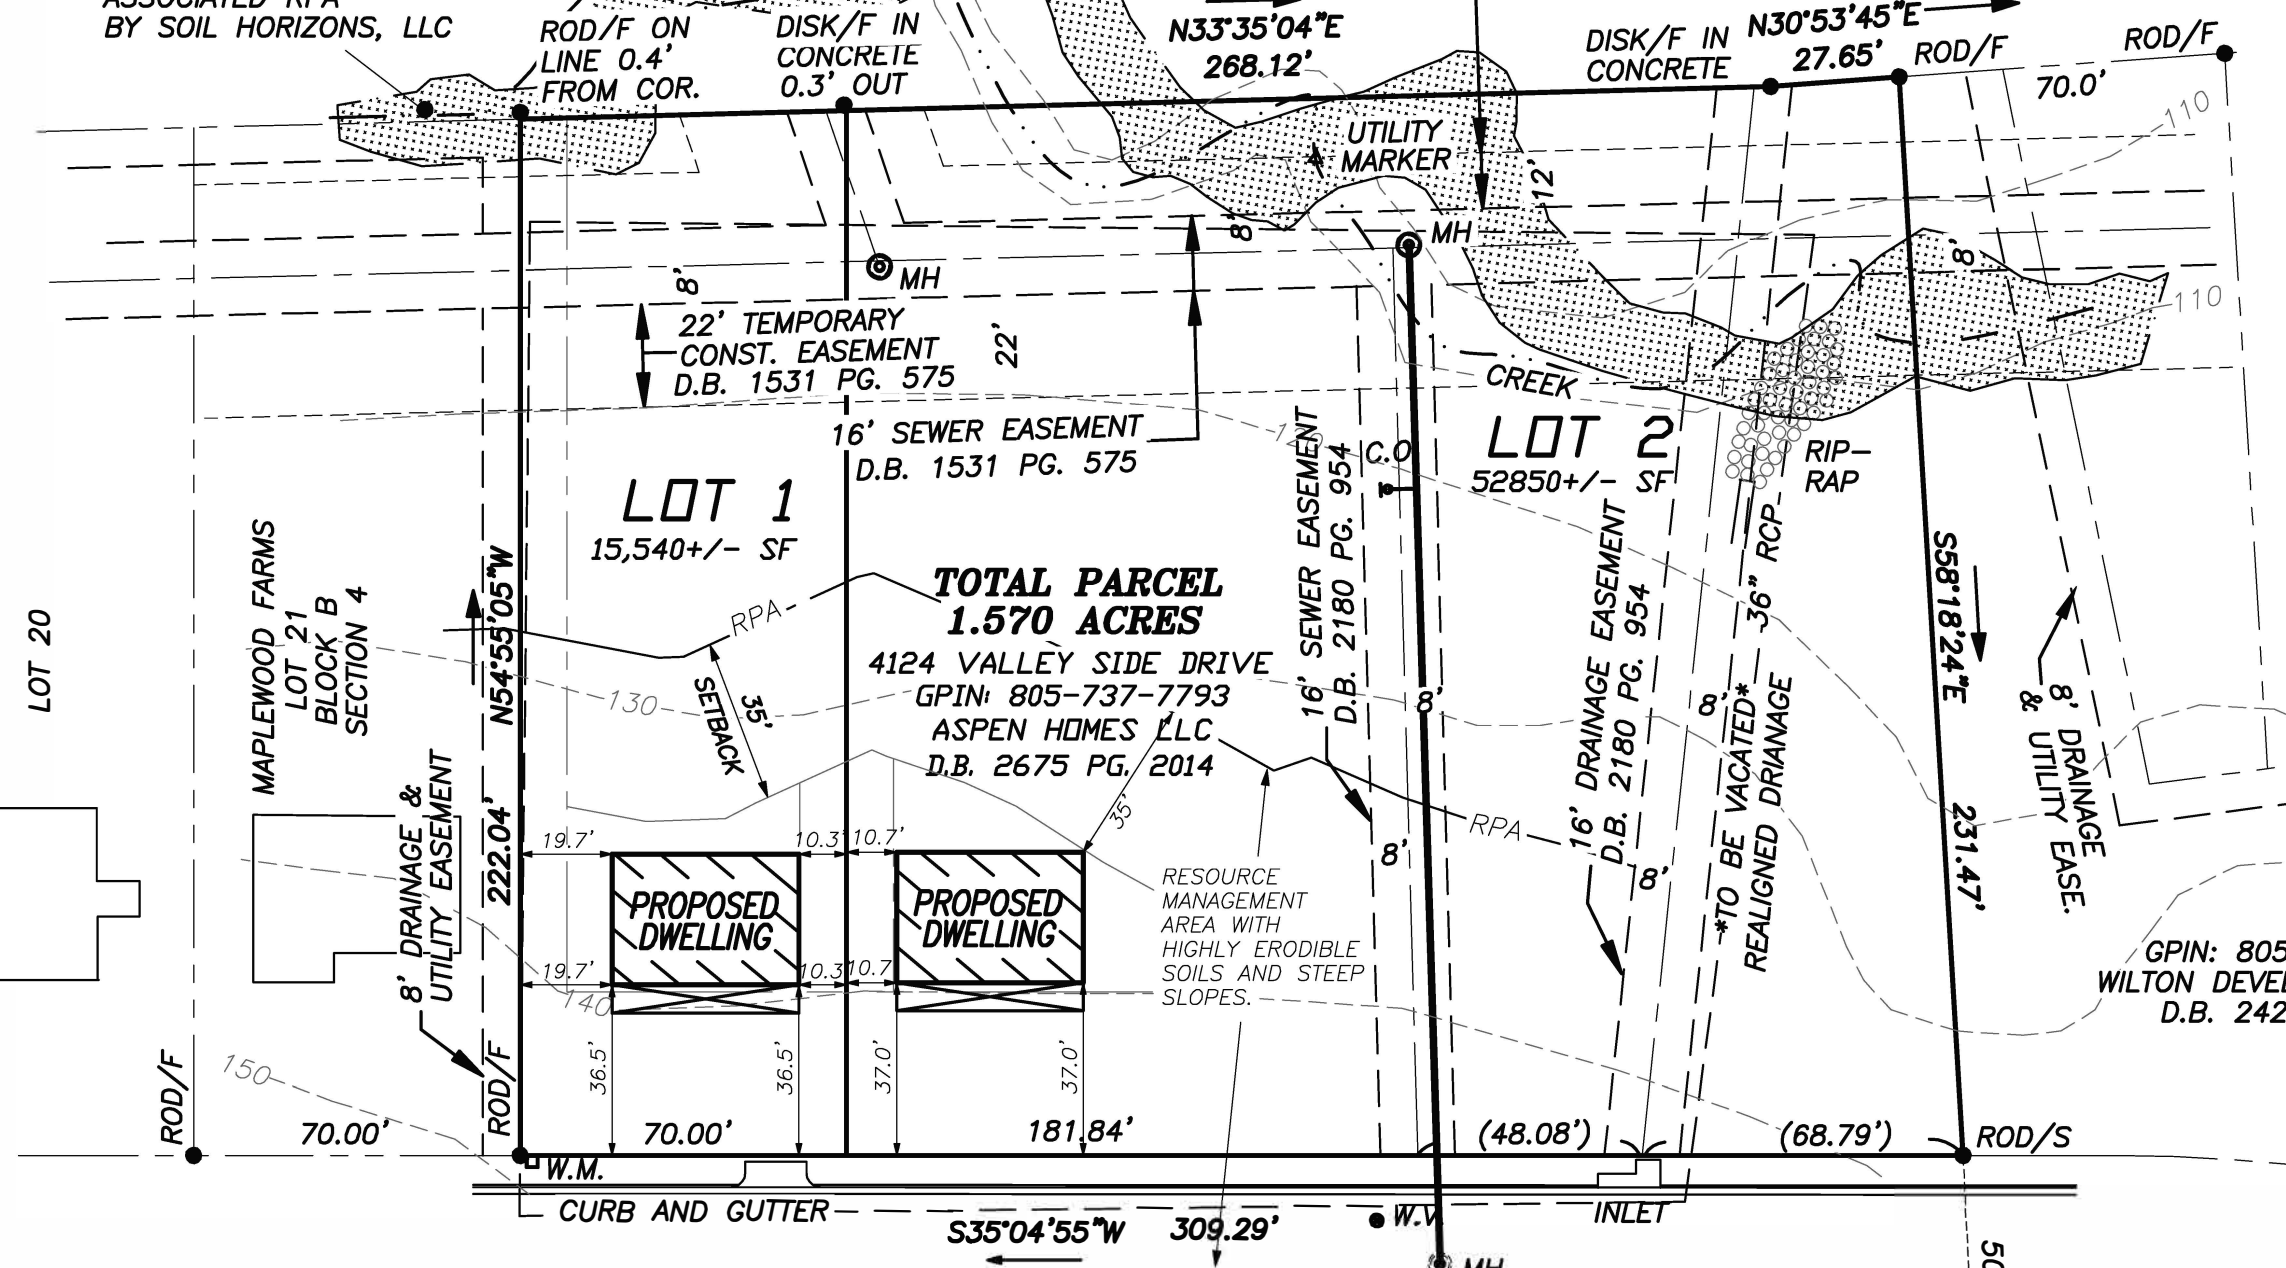 ASSOCIATED RPA
BY SOIL HORIZONS, LLC
ROD/F ON
LINE 0.4'
FROM COR.
DISK/F IN
CONCRETE
0.3' OUT
N33°35'04"E
268.12'
DISK/F IN
CONCRETE
N30°53'45"E
27.65'
ROD/F
ROD/F
70.0'
110
UTILITY
MARKER
12'
MH
8'
8'
MH
8'
110
22' TEMPORARY
CONST. EASEMENT
D.B. 1531 PG. 575
22'
16' SEWER EASEMENT
D.B. 1531 PG. 575
CREEK
120
C.O
LOT 2
52850+/- SF
RIP-
RAP
LOT 1
15,540+/- SF
16' SEWER EASEMENT
D.B. 2180 PG. 954
16' DRAINAGE EASEMENT
D.B. 2180 PG. 954
36" RCP
*TO BE VACATED*
REALIGNED DRIANAGE
S58°18'24"E
231.47'
8' DRAINAGE
& UTILITY EASE.
LOT 20
MAPLEWOOD FARMS
LOT 21
BLOCK B
SECTION 4
N54°55'05"W
222.04'
8' DRAINAGE &
UTILITY EASEMENT
RPA
TOTAL PARCEL
1.570 ACRES
4124 VALLEY SIDE DRIVE
GPIN: 805-737-7793
ASPEN HOMES LLC
D.B. 2675 PG. 2014
130
35'
SETBACK
8'
8'
35'
RPA
8'
8'
19.7'
10.3'
10.7'
PROPOSED
DWELLING
PROPOSED
DWELLING
RESOURCE
MANAGEMENT
AREA WITH
HIGHLY ERODIBLE
SOILS AND STEEP
SLOPES.
19.7'
10.3'
10.7
140
GPIN: 805
WILTON DEVEL
D.B. 242
150
ROD/F
ROD/F
36.5'
36.5'
37.0'
37.0'
70.00'
70.00'
181.84'
(48.08')
(68.79')
ROD/S
W.M.
CURB AND GUTTER
S35°04'55"W
309.29'
W.V.
INLET
MH
50